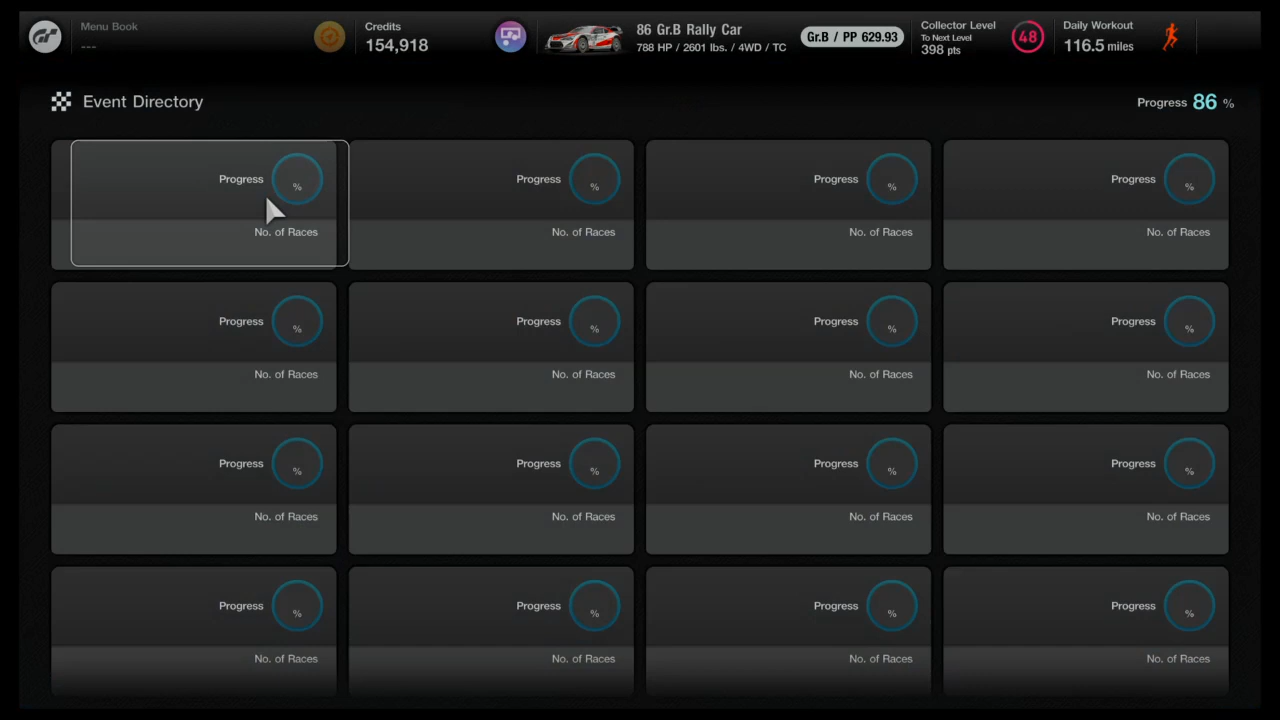 Menu Book
---
Credits
154,918
86 Gr.B Rally Car
788 HP / 2601 lbs. / 4WD / TC
Gr.B / PP 629.93
Collector Level
To Next Level
398 pts
48
Daily Workout
116.5 miles
Event Directory
Progress 86 %
Progress %
No. of Races
Progress %
No. of Races
Progress %
No. of Races
Progress %
No. of Races
Progress %
No. of Races
Progress %
No. of Races
Progress %
No. of Races
Progress %
No. of Races
Progress %
No. of Races
Progress %
No. of Races
Progress %
No. of Races
Progress %
No. of Races
Progress %
No. of Races
Progress %
No. of Races
Progress %
No. of Races
Progress %
No. of Races